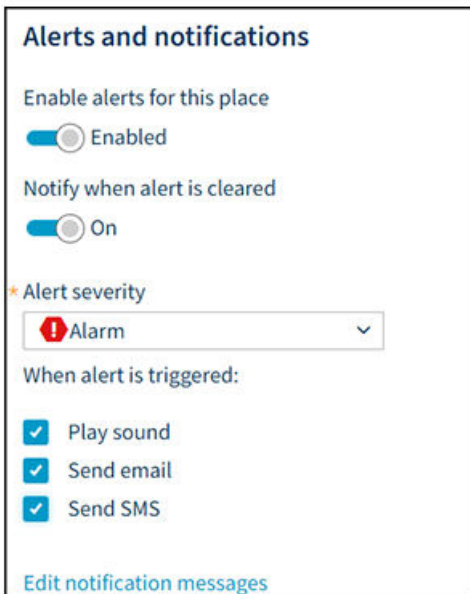 Alerts and notifications
Enable alerts for this place
Enabled
Notify when alert is cleared
On
* Alert severity
! Alarm
When alert is triggered:
Play sound
Send email
Send SMS
Edit notification messages